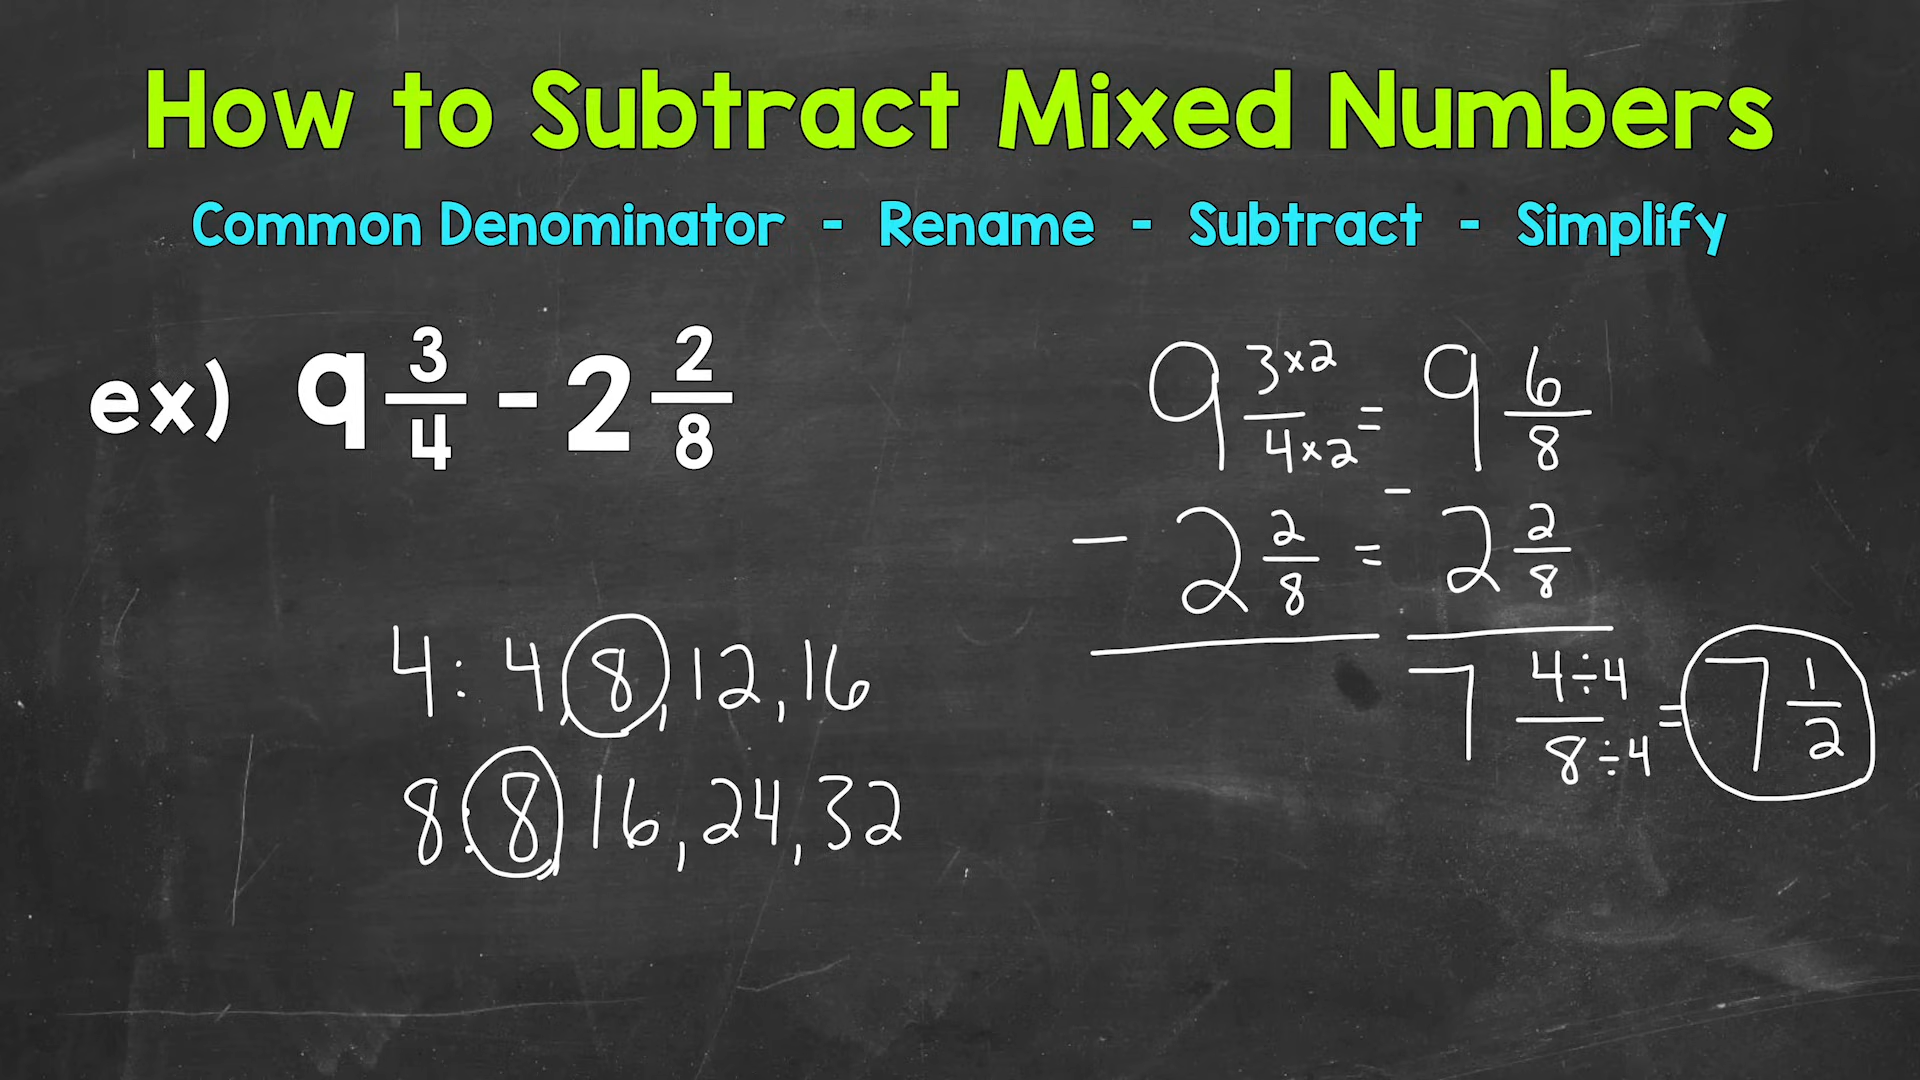 How to Subtract Mixed Numbers
Common Denominator - Rename - Subtract - Simplify
ex) 9 3/4 - 2 2/8
4: 4, 8, 12, 16
8: 8, 16, 24, 32
9 3×2/4×2 = 9 6/8
- 2 2/8 = - 2 2/8
7 4÷4/8÷4 = 7 1/2